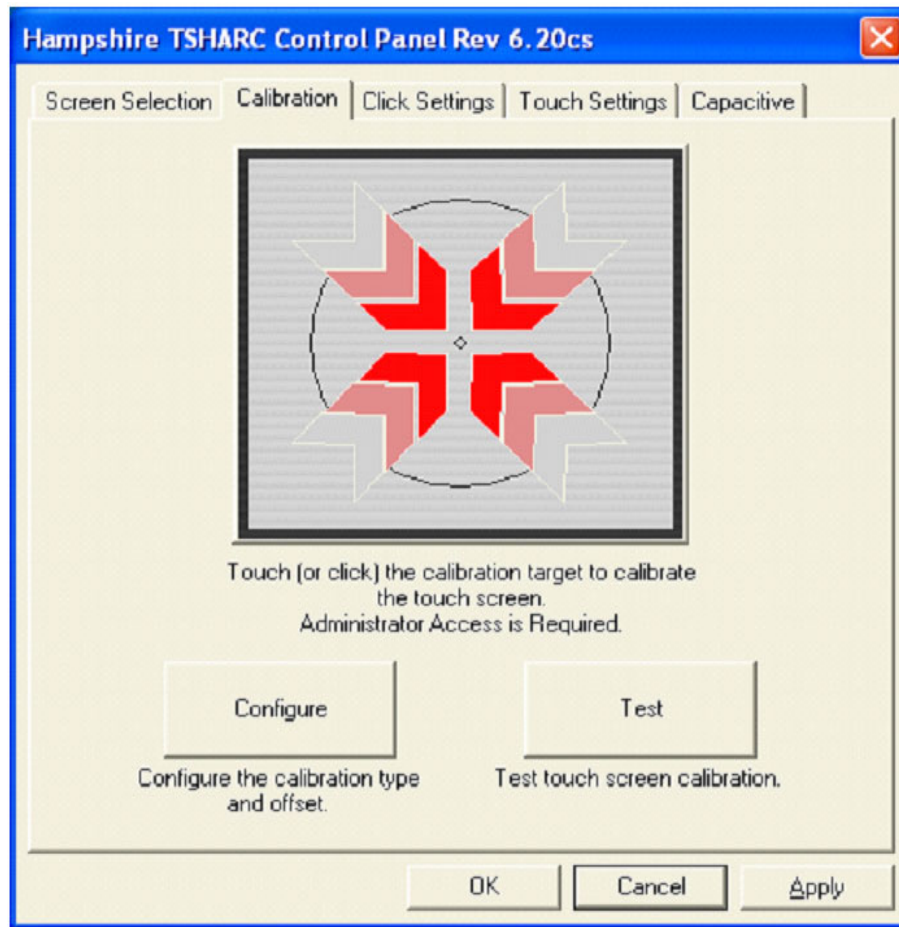 Hampshire TSHARC Control Panel Rev 6.20cs
Screen Selection Calibration Click Settings Touch Settings Capacitive
Touch (or click) the calibration target to calibrate
the touch screen.
Administrator Access is Required.
Configure Test
Configure the calibration type Test touch screen calibration.
and offset.
OK Cancel Apply